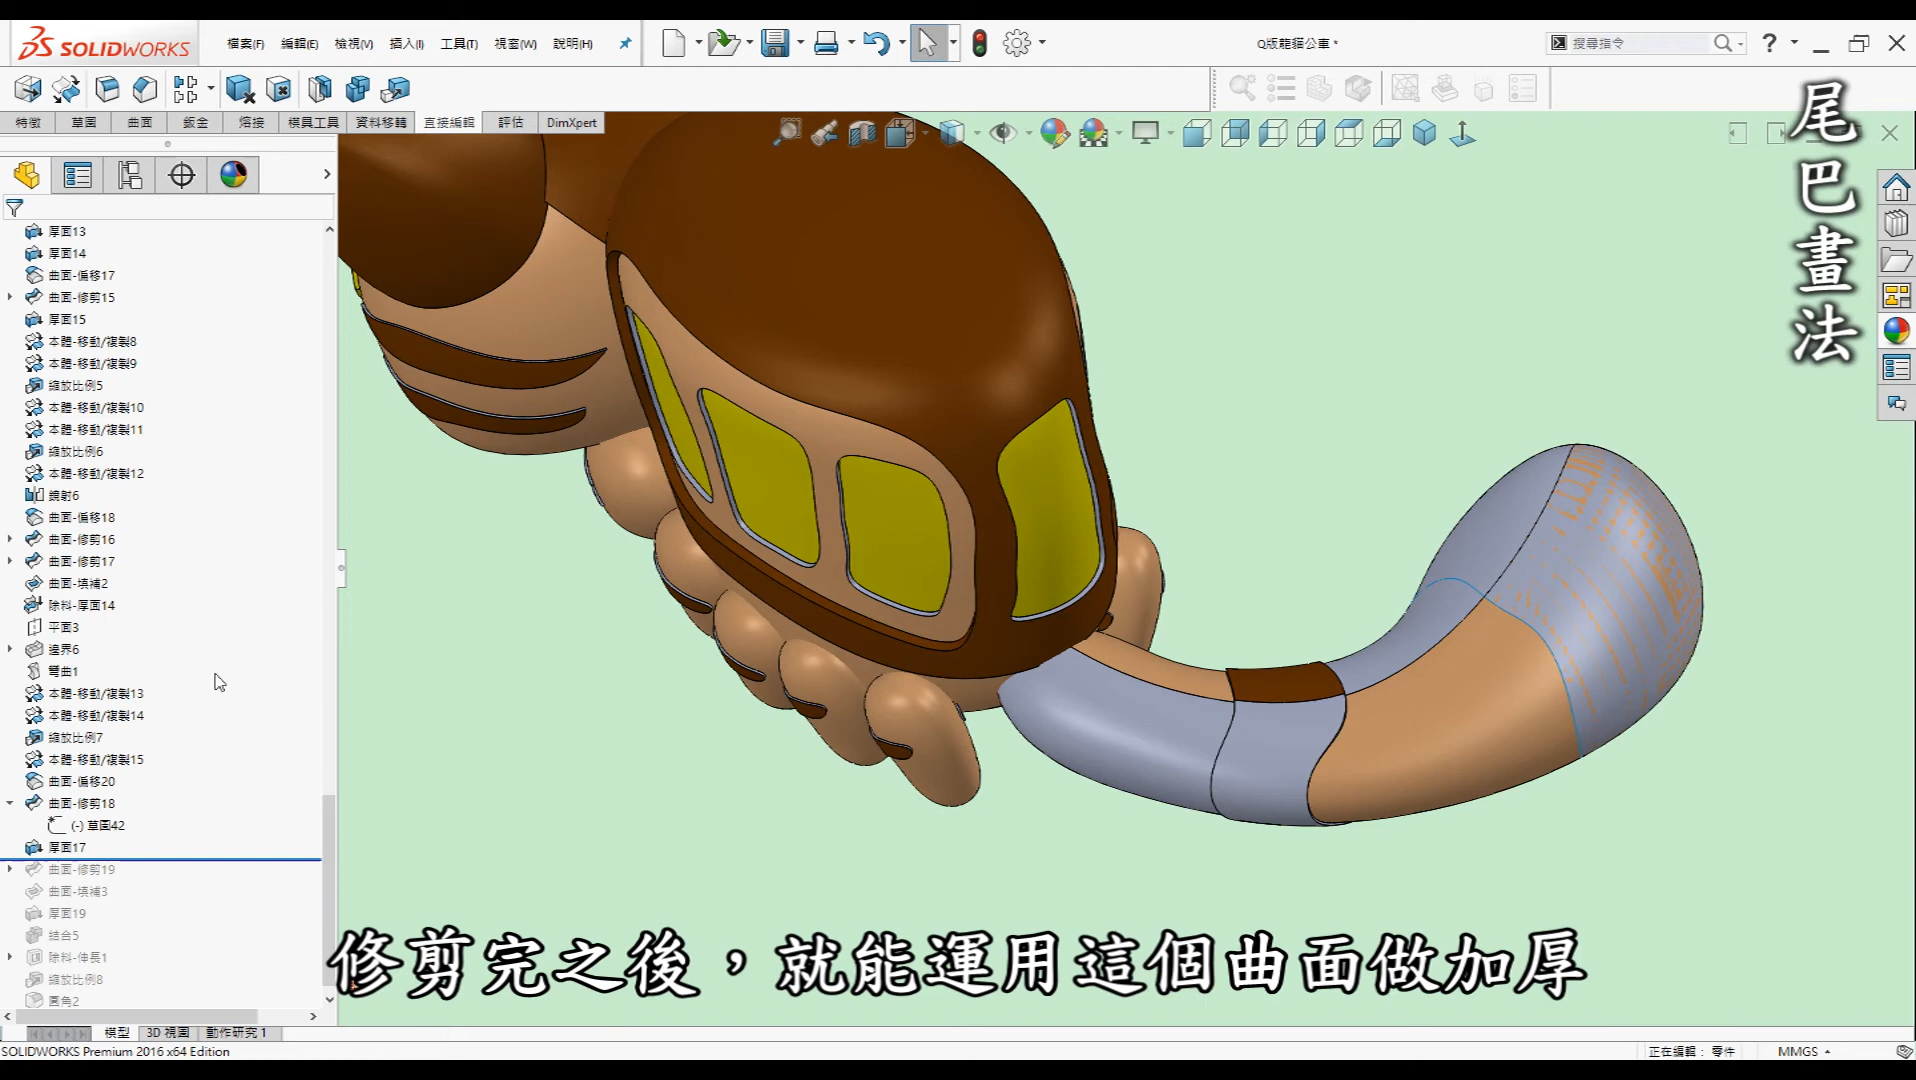 SOLIDWORKS
檔案(F) 編輯(E) 檢視(V) 插入(I) 工具(T) 視窗(W) 說明(H)
Q版龍貓公車 *
搜尋指令
特徵 草圖 曲面 鈑金 熔接 模具工具 資料移轉 直接編輯 評估 DimXpert
尾巴畫法
厚面13
厚面14
曲面-偏移17
曲面-修剪15
厚面15
本體-移動/複製8
本體-移動/複製9
縮放比例5
本體-移動/複製10
本體-移動/複製11
縮放比例6
本體-移動/複製12
鏡射6
曲面-偏移18
曲面-修剪16
曲面-修剪17
曲面-填補2
除料-厚面14
平面3
邊界6
彎曲1
本體-移動/複製13
本體-移動/複製14
縮放比例7
本體-移動/複製15
曲面-偏移20
曲面-修剪18
(-) 草圖42
厚面17
曲面-修剪19
曲面-填補3
厚面19
結合5
除料-伸長1
縮放比例8
圓角2
修剪完之後，就能運用這個曲面做加厚
模型 3D 視圖 動作研究 1
SOLIDWORKS Premium 2016 x64 Edition
正在編輯： 零件
MMGS